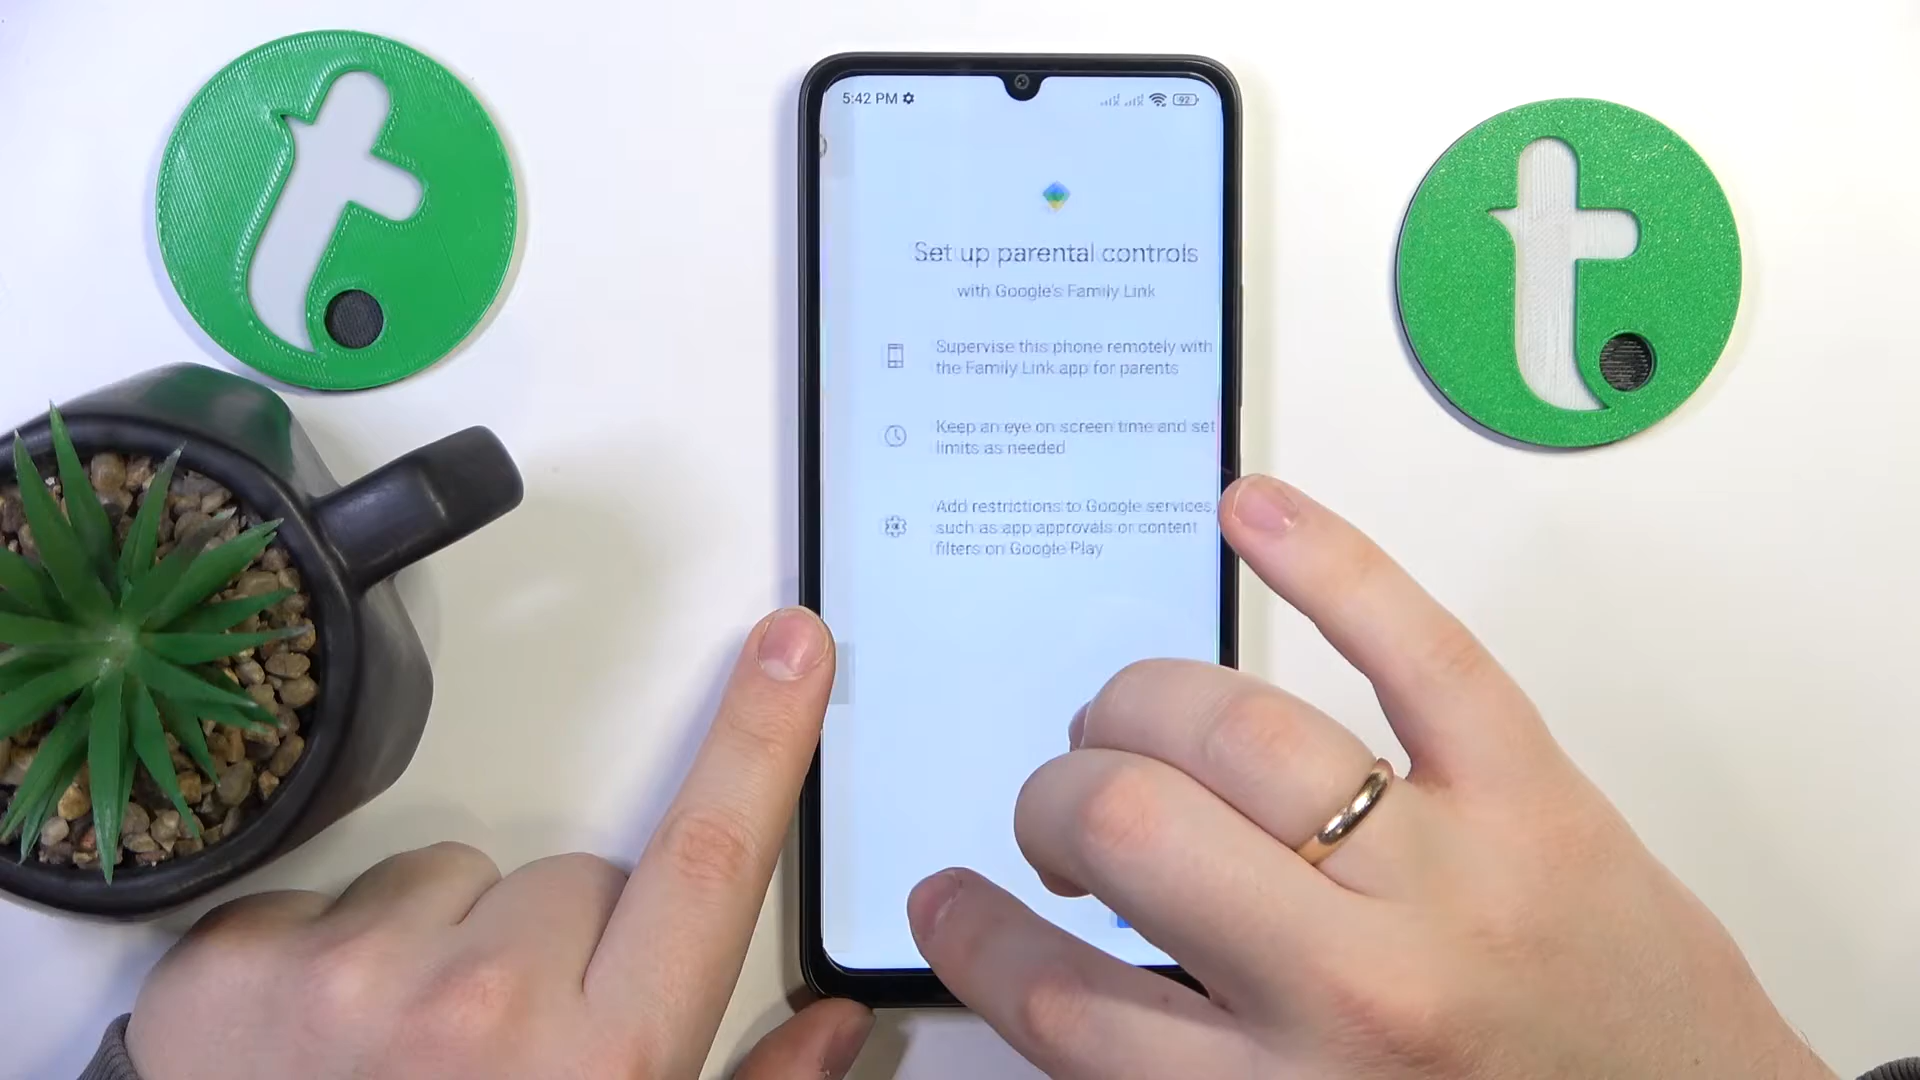 t.
t.
5:42 PM
92
Set up parental controls
with Google's Family Link
Supervise this phone remotely with
the Family Link app for parents
Keep an eye on screen time and set
limits as needed
Add restrictions to Google services,
such as app approvals or content
filters on Google Play